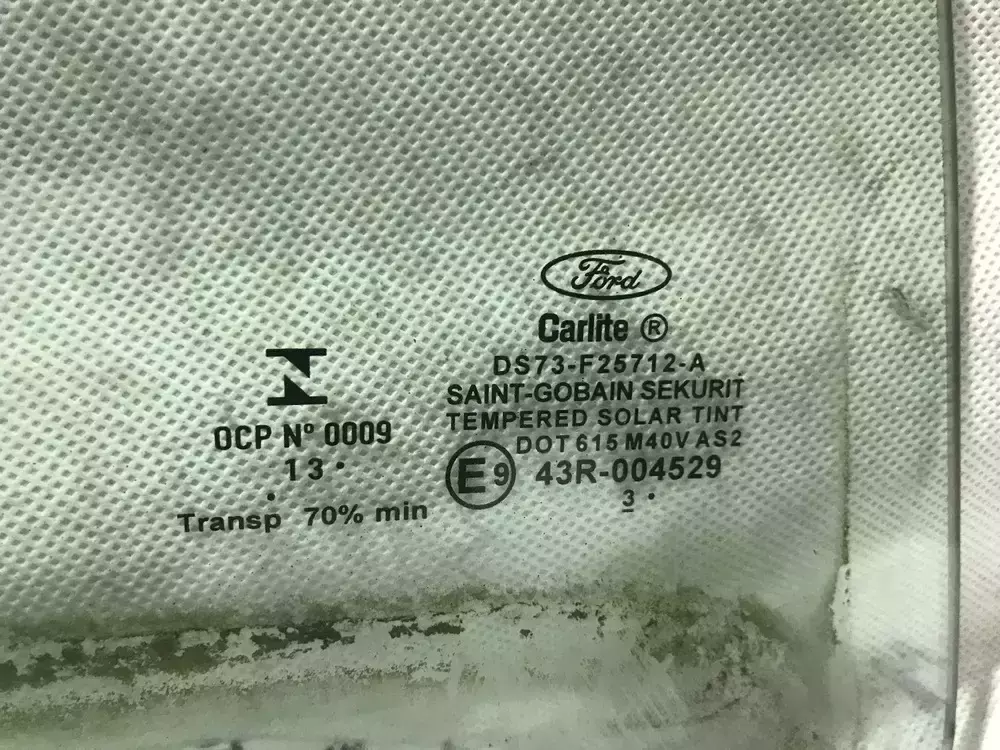 Ford
Carlite ®
DS73-F25712-A
SAINT-GOBAIN SEKURIT
TEMPERED SOLAR TINT
DOT 615 M40V AS2
E9 43R-004529
3 .
OCP Nº 0009
. 13 .
.
Transp 70% min